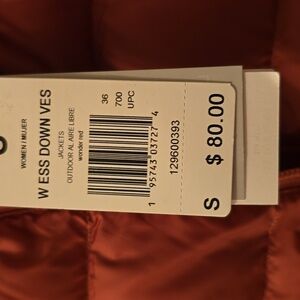 WOMEN / MUJER
W ESS DOWN VES
JACKETS
OUTDOOR AL AIRE LIBRE
wonder red
36
700
UPC
1 95743 03727 4
129600393
S $ 80.00